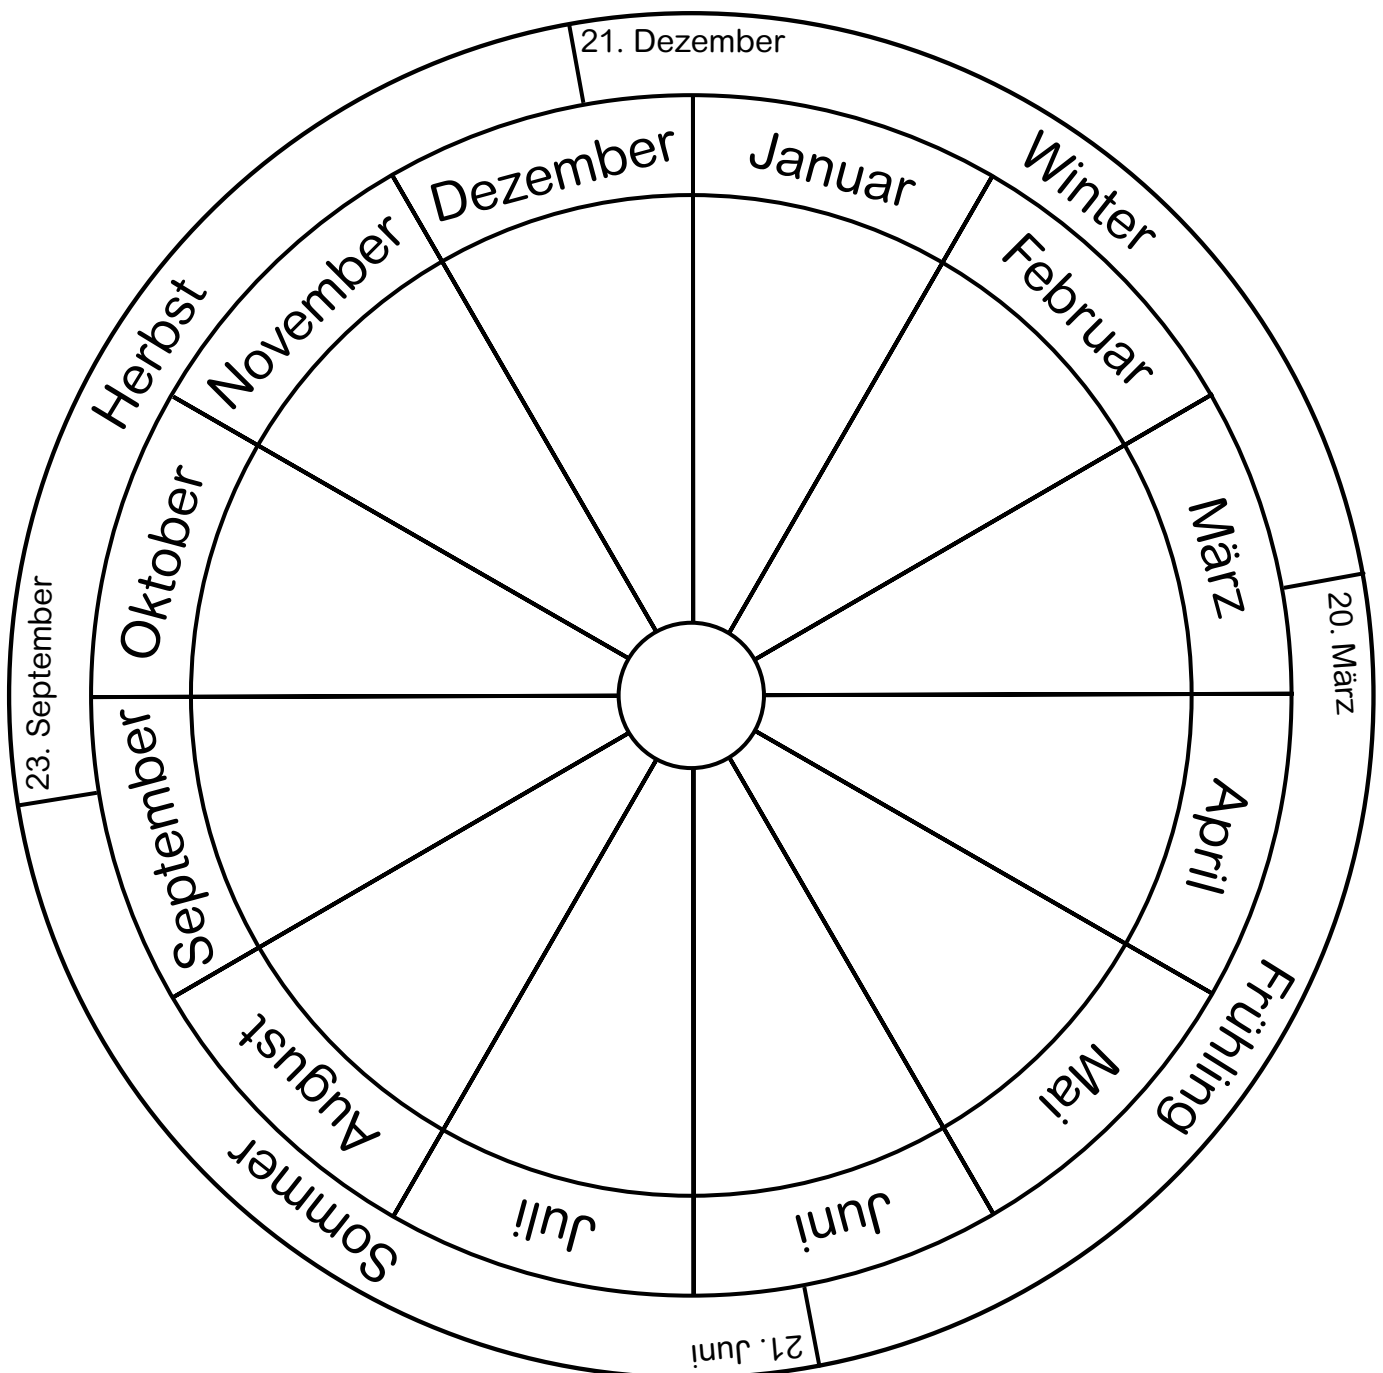 21. Dezember
Winter
20. März
Frühling
21. Juni
Sommer
23. September
Herbst
Januar
Februar
März
April
Mai
Juni
Juli
August
September
Oktober
November
Dezember